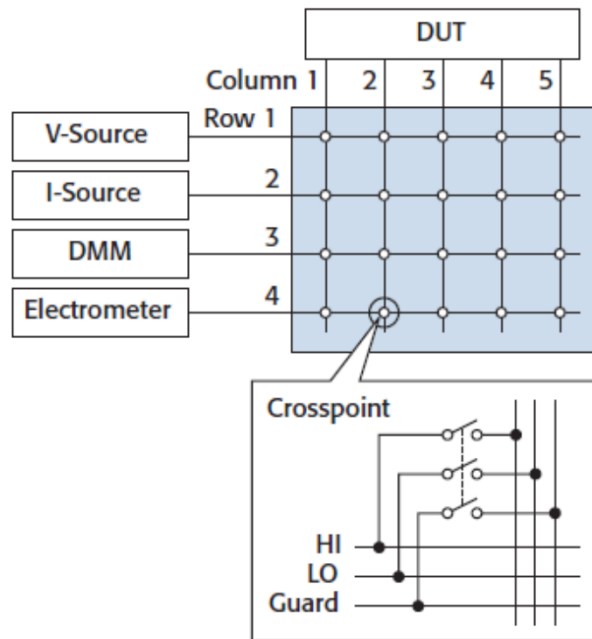 DUT
Column 1 2 3 4 5
Row 1
V-Source
2
I-Source
3
DMM
4
Electrometer
Crosspoint
HI
LO
Guard